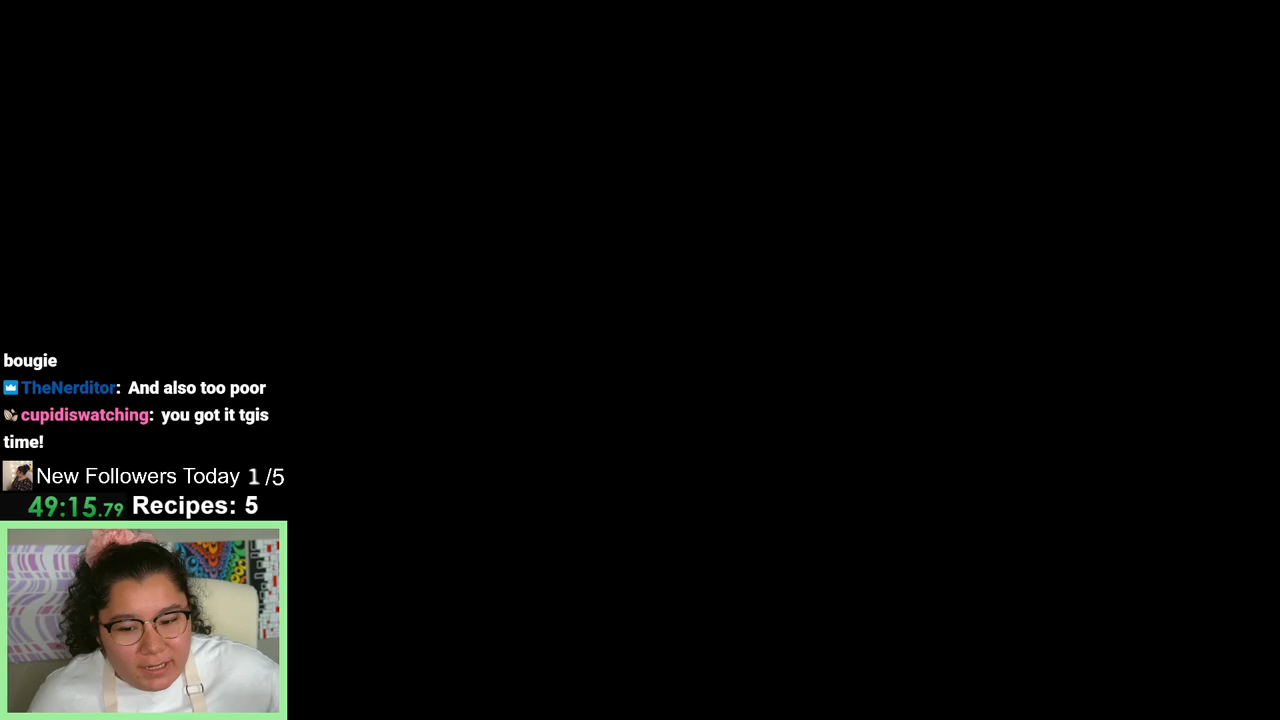 bougie
TheNerditor: And also too poor
cupidiswatching: you got it tgis
time!
New Followers Today 1 /5
49:15.79 Recipes: 5